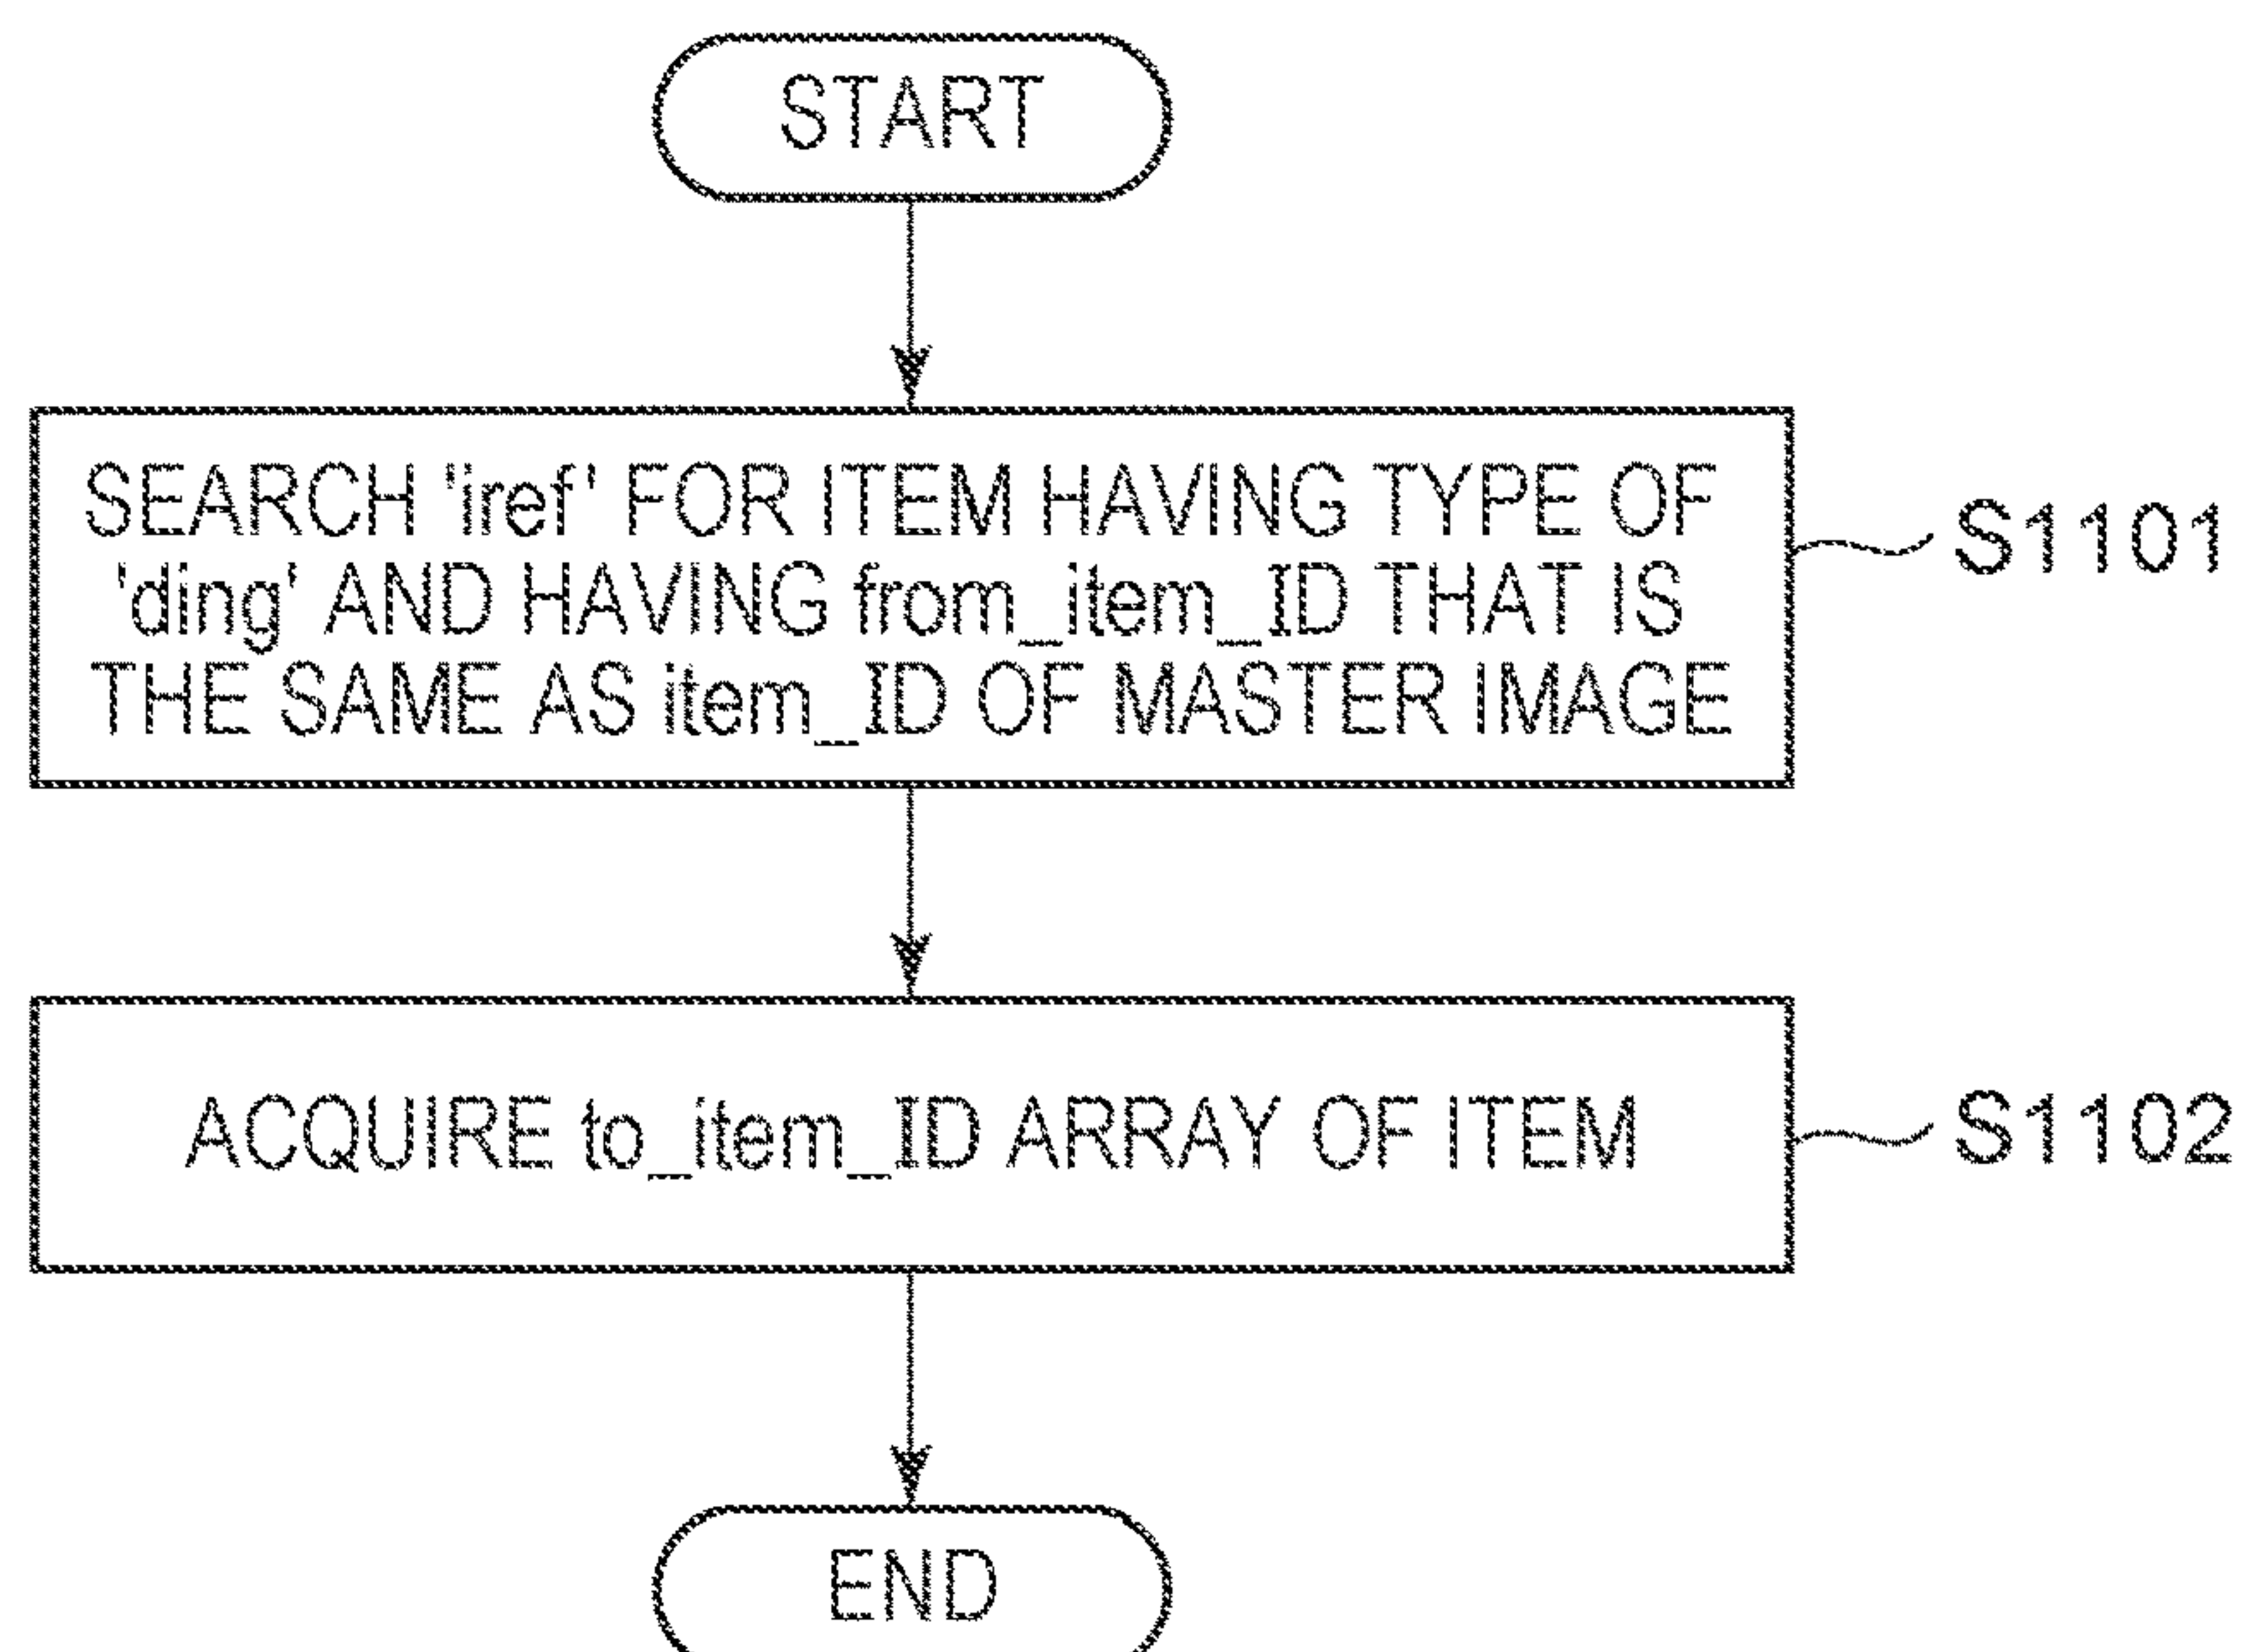 START
SEARCH 'iref' FOR ITEM HAVING TYPE OF
'ding' AND HAVING from_item_ID THAT IS
THE SAME AS item_ID OF MASTER IMAGE
S1101
ACQUIRE to_item_ID ARRAY OF ITEM
S1102
END